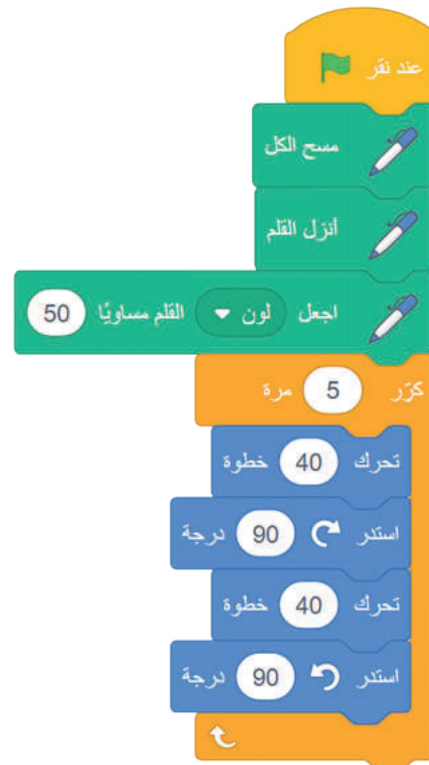 عند نقر
مسح الكل
أنزل القلم
اجعل لون القلم مساويًا 50
كرّر 5 مرة
تحرك 40 خطوة
استدر 90 درجة
تحرك 40 خطوة
استدر 90 درجة